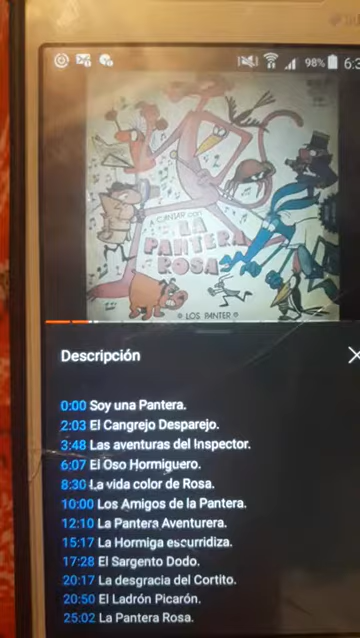 98% 6:3
A CANTAR con
LA
PANTERA
ROSA
LOS PANTER
Descripción
0:00 Soy una Pantera.
2:03 El Cangrejo Desparejo.
3:48 Las aventuras del Inspector.
6:07 El Oso Hormiguero.
8:30 La vida color de Rosa.
10:00 Los Amigos de la Pantera.
12:10 La Pantera Aventurera.
15:17 La Hormiga escurridiza.
17:28 El Sargento Dodo.
20:17 La desgracia del Cortito.
20:50 El Ladrón Picarón.
25:02 La Pantera Rosa.